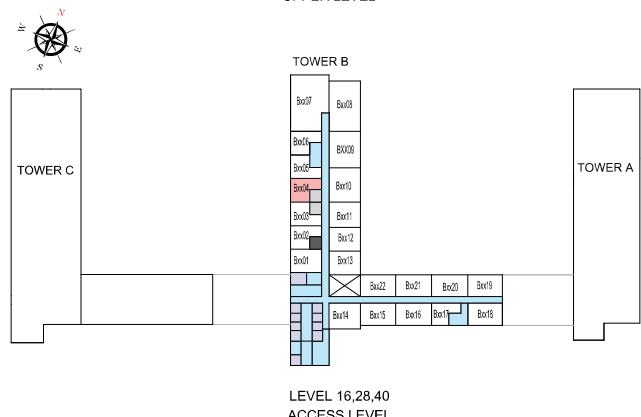 N
W
E
S
TOWER B
Bxx07
Bxx08
Bxx06
BXX09
Bxx05
TOWER C
TOWER A
Bxx04
Bxx10
Bxx03
Bxx11
Bxx02
Bxx12
Bxx01
Bxx13
Bxx22
Bxx21
Bxx20
Bxx19
Bxx14
Bxx15
Bxx16
Bxx17
Bxx18
LEVEL 16,28,40
ACCESS LEVEL